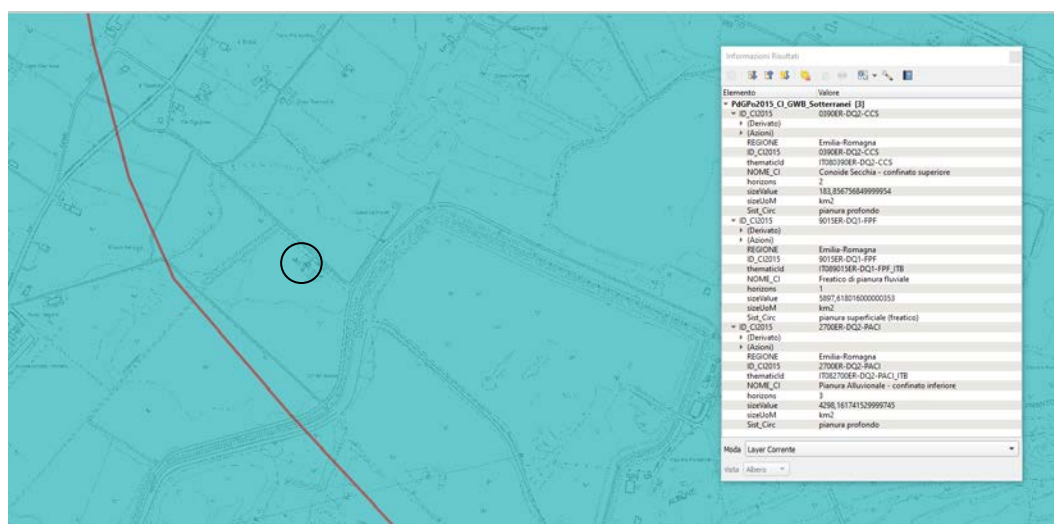 Informazioni Risultati
Elemento Valore
PdGPo2015_CI_GWB_Sotterranei [3]
ID_CI2015 0390ER-DQ2-CCS
(Derivato)
(Azioni)
REGIONE Emilia-Romagna
ID_CI2015 0390ER-DQ2-CCS
thematicId IT080390ER-DQ2-CCS
NOME_CI Conoide Secchia - confinato superiore
horizons 2
sizeValue 183,856756849999954
sizeUoM km2
Sist_Circ pianura profondo
ID_CI2015 9015ER-DQ1-FPF
(Derivato)
(Azioni)
REGIONE Emilia-Romagna
ID_CI2015 9015ER-DQ1-FPF
thematicId IT089015ER-DQ1-FPF_ITB
NOME_CI Freatico di pianura fluviale
horizons 1
sizeValue 5897,618016000000353
sizeUoM km2
Sist_Circ pianura superficiale (freatico)
ID_CI2015 2700ER-DQ2-PACI
(Derivato)
(Azioni)
REGIONE Emilia-Romagna
ID_CI2015 2700ER-DQ2-PACI
thematicId IT082700ER-DQ2-PACI_ITB
NOME_CI Pianura Alluvionale - confinato inferiore
horizons 3
sizeValue 4298,161741529999745
sizeUoM km2
Sist_Circ pianura profondo
Moda Layer Corrente
Vista Albero